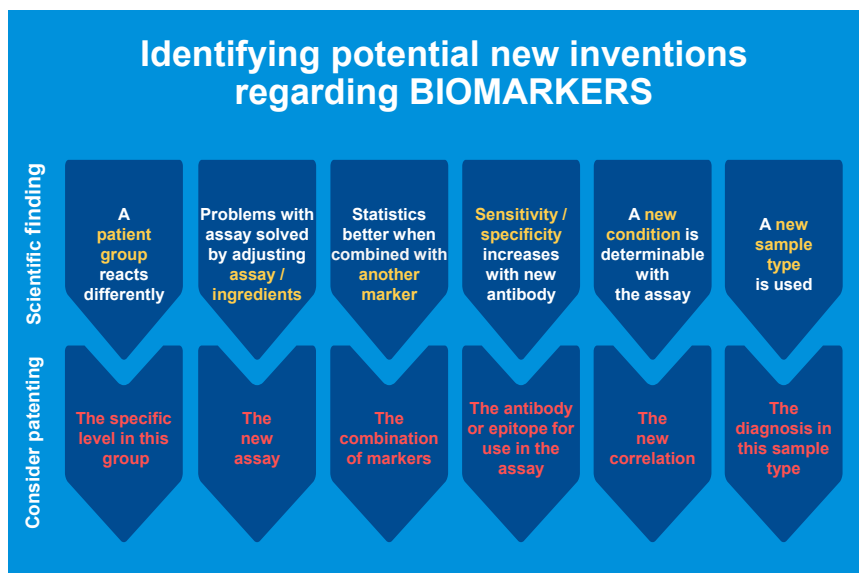 Identifying potential new inventions
regarding BIOMARKERS
Scientific finding
A
patient
group
reacts
differently
Problems with
assay solved
by adjusting
assay /
ingredients
Statistics
better when
combined with
another
marker
Sensitivity /
specificity
increases
with new
antibody
A new
condition is
determinable
with
the assay
A new
sample
type
is used
Consider patenting
The specific
level in this
group
The
new
assay
The
combination
of markers
The antibody
or epitope for
use in the
assay
The
new
correlation
The
diagnosis in
this sample
type